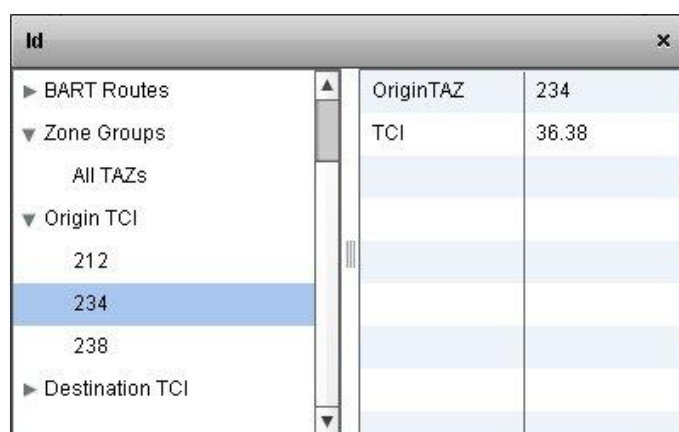 Id
BART Routes
Zone Groups
All TAZs
Origin TCI
212
234
238
Destination TCI
OriginTAZ 234
TCI 36.38